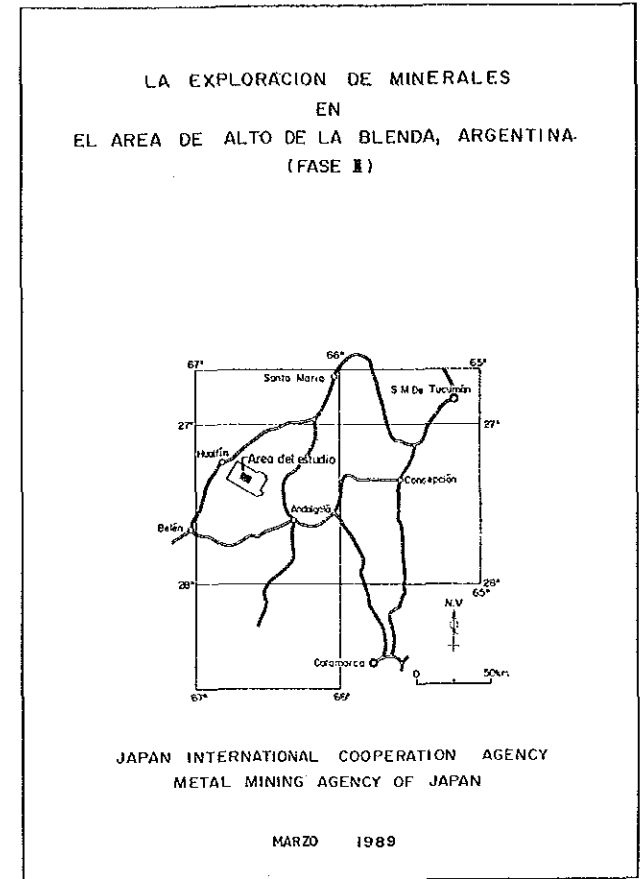 LA EXPLORACION DE MINERALES
EN
EL AREA DE ALTO DE LA BLENDA, ARGENTINA
(FASE II)
67° 66° 65°
Santa Maria
S.M.De Tucumán
27° 27°
Hualfín
Area del estudio
Concepción
Andalgalá
Belén
28° 28°
65°
N.V
Catamarca
0 50km
67° 66°
JAPAN INTERNATIONAL COOPERATION AGENCY
METAL MINING AGENCY OF JAPAN
MARZO 1989